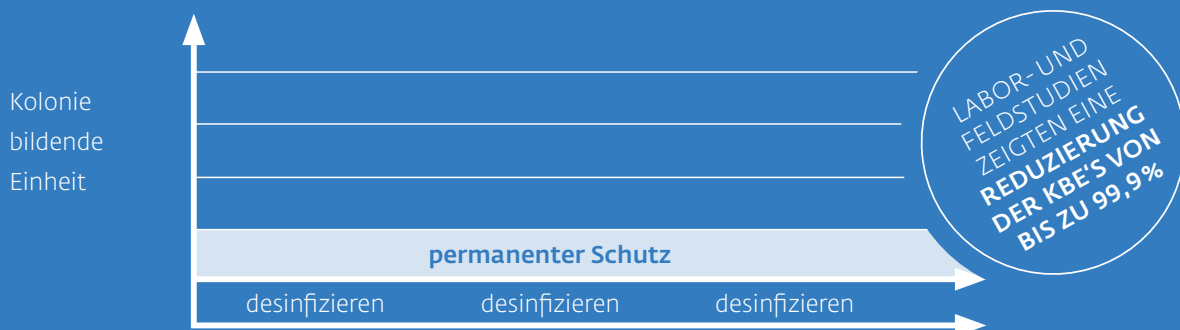 Kolonie
bildende
Einheit
LABOR- UND
FELDSTUDIEN
ZEIGTEN EINE
REDUZIERUNG
DER KBE'S VON
BIS ZU 99,9%
permanenter Schutz
desinfizieren desinfizieren desinfizieren